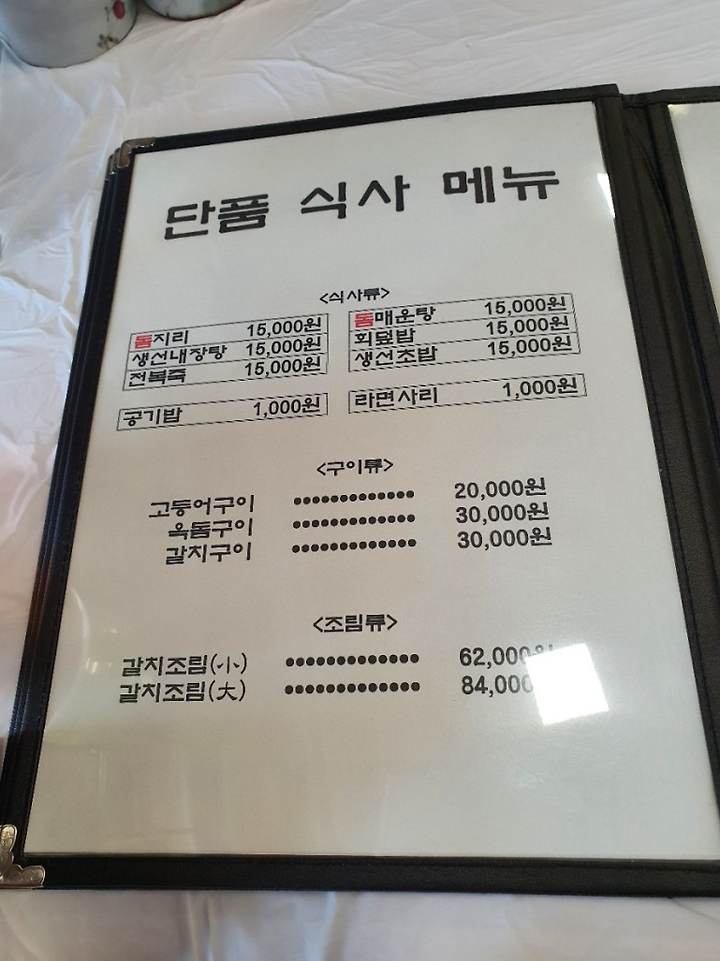 단품 식사 메뉴
<식사류>
돔지리 15,000원
생선내장탕 15,000원
전복죽 15,000원
돔매운탕 15,000원
회덮밥 15,000원
생선초밥 15,000원
공기밥 1,000원
라면사리 1,000원
<구이류>
고등어구이 ●●●●●●●●●●●●● 20,000원
옥돔구이 ●●●●●●●●●●●●● 30,000원
갈치구이 ●●●●●●●●●●●●● 30,000원
<조림류>
갈치조림(小) ●●●●●●●●●●●●● 62,000원
갈치조림(大) ●●●●●●●●●●●●● 84,000